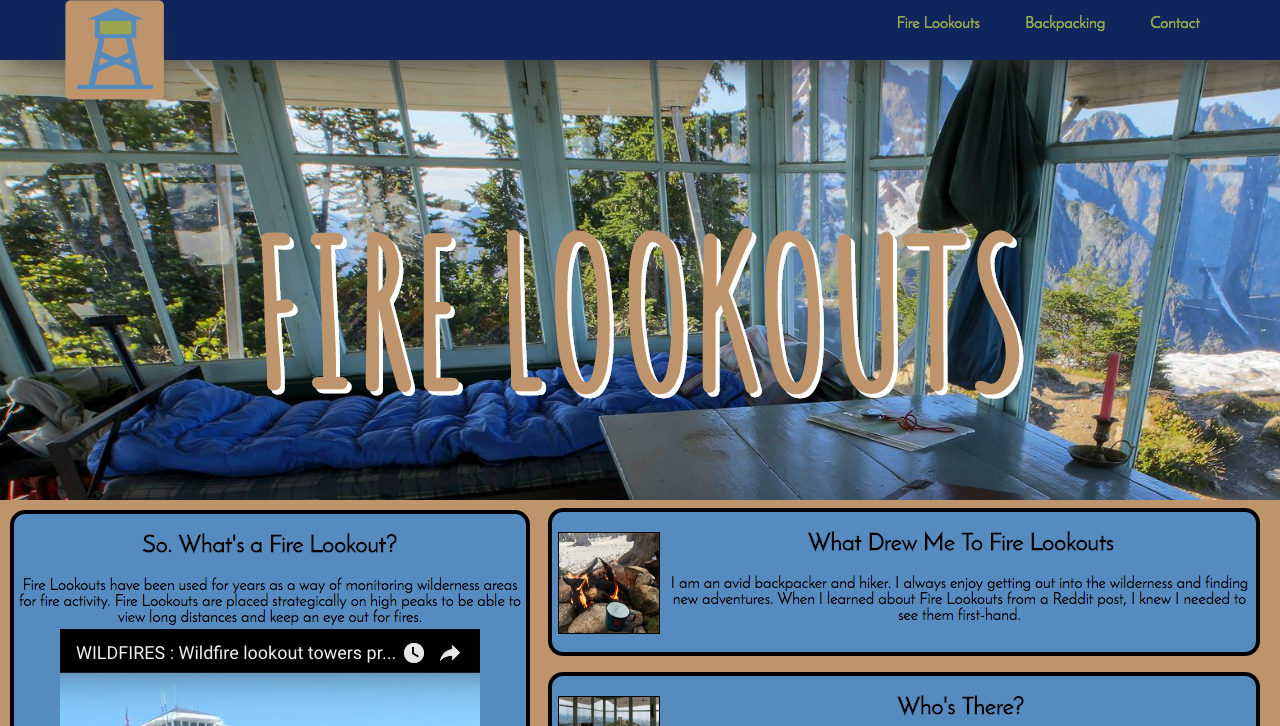 Fire Lookouts
Backpacking
Contact
FIRE LOOKOUTS
So. What's a Fire Lookout?
Fire Lookouts have been used for years as a way of monitoring wilderness areas
for fire activity. Fire Lookouts are placed strategically on high peaks to be able to
view long distances and keep an eye out for fires.
WILDFIRES : Wildfire lookout towers pr...
What Drew Me To Fire Lookouts
I am an avid backpacker and hiker. I always enjoy getting out into the wilderness and finding
new adventures. When I learned about Fire Lookouts from a Reddit post, I knew I needed to
see them first-hand.
Who's There?